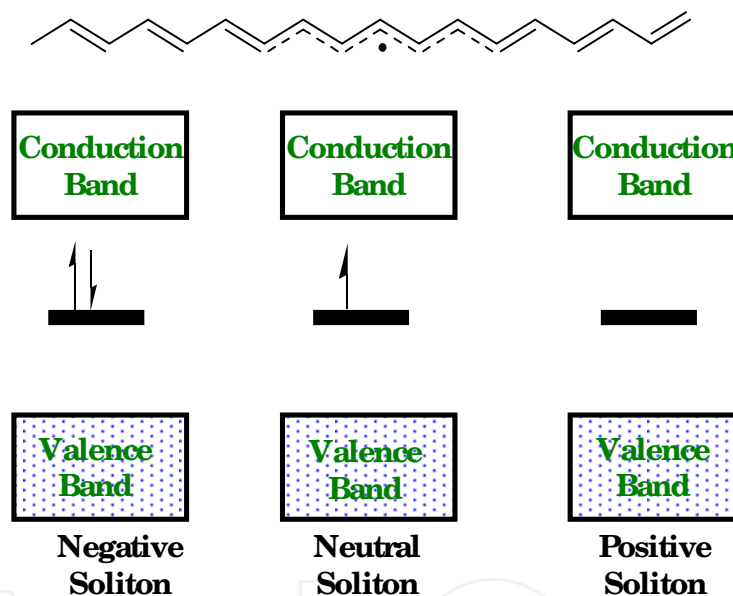 Conduction
Band
Conduction
Band
Conduction
Band
Valence
Band
Valence
Band
Valence
Band
Negative
Soliton
Neutral
Soliton
Positive
Soliton